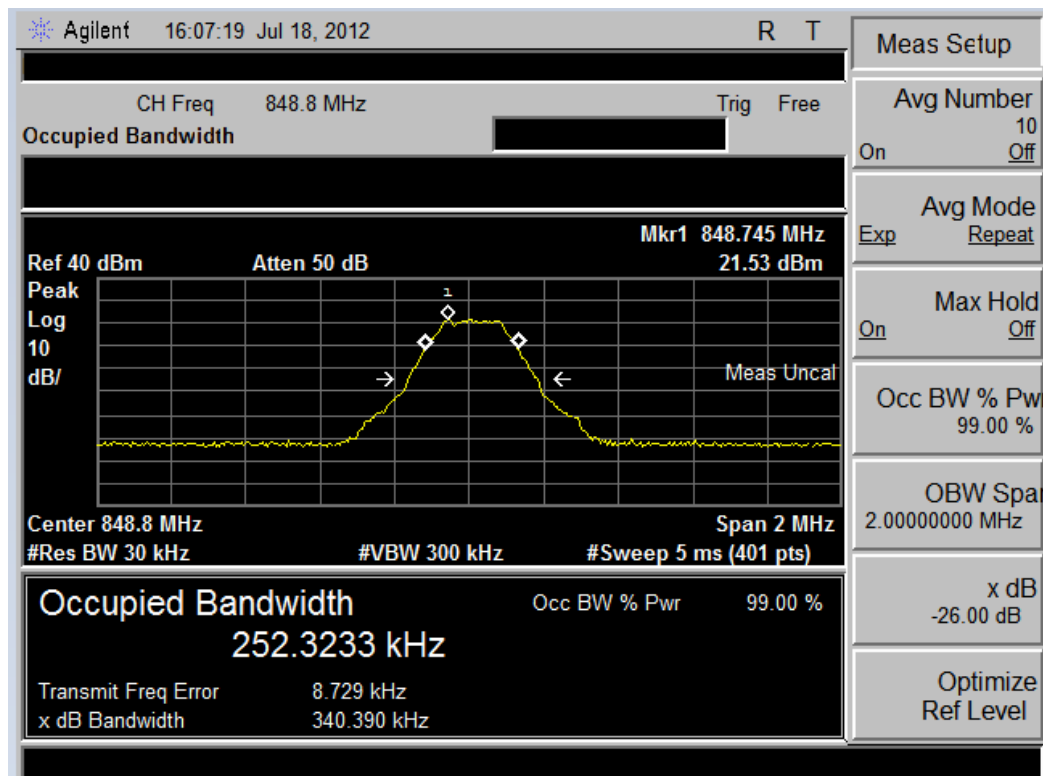 Agilent 16:07:19 Jul 18, 2012 R T
CH Freq 848.8 MHz Trig Free
Occupied Bandwidth
Mkr1 848.745 MHz
Ref 40 dBm Atten 50 dB 21.53 dBm
Peak
Log
10
dB/
1
Meas Uncal
Center 848.8 MHz Span 2 MHz
#Res BW 30 kHz #VBW 300 kHz #Sweep 5 ms (401 pts)
Occupied Bandwidth Occ BW % Pwr 99.00 %
252.3233 kHz
Transmit Freq Error 8.729 kHz
x dB Bandwidth 340.390 kHz
Meas Setup
Avg Number
10
On Off
Avg Mode
Exp Repeat
Max Hold
On Off
Occ BW % Pw
99.00 %
OBW Spa
2.00000000 MHz
x dB
-26.00 dB
Optimize
Ref Level